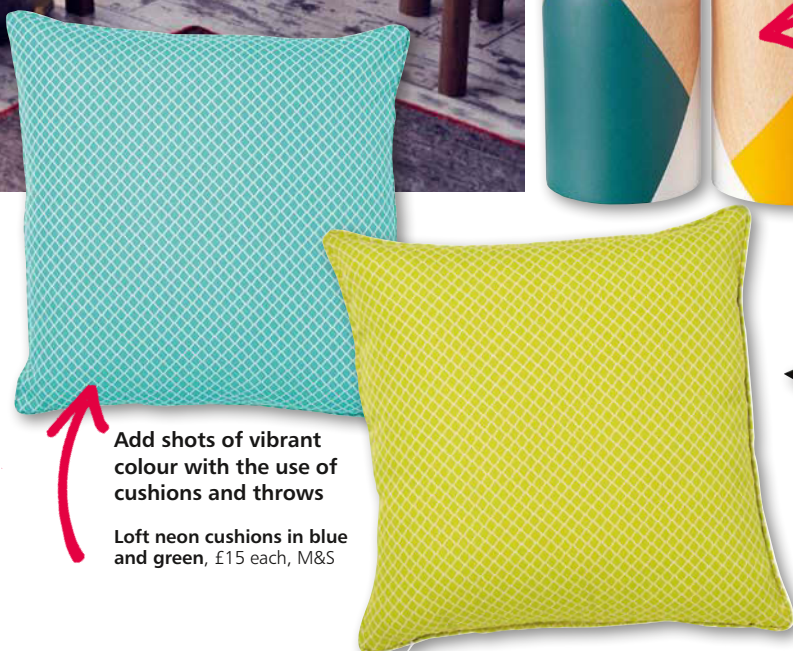 Add shots of vibrant
colour with the use of
cushions and throws
Loft neon cushions in blue
and green, £15 each, M&S